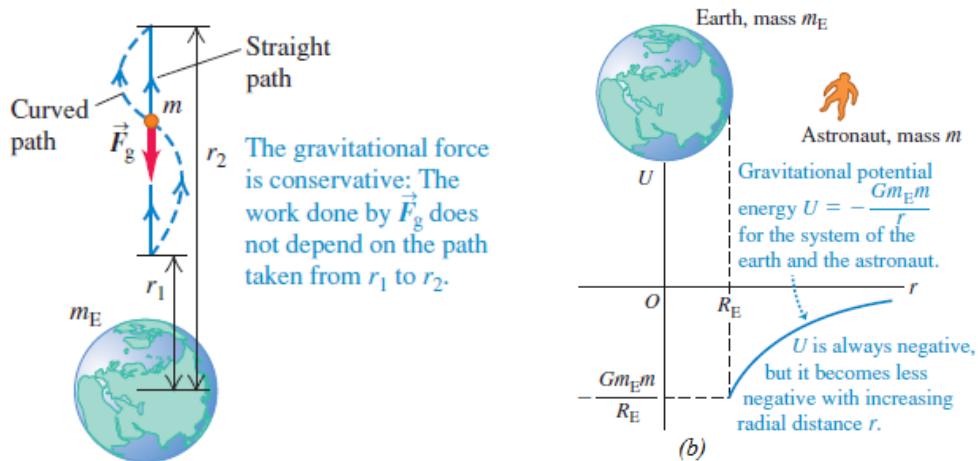 Straight
path
Curved
path
m
F⃗g
r2
The gravitational force
is conservative: The
work done by F⃗g does
not depend on the path
taken from r1 to r2.
r1
mE
Earth, mass mE
Astronaut, mass m
U
Gravitational potential
energy U = − GmEm/r
for the system of the
earth and the astronaut.
O
RE
r
U is always negative,
but it becomes less
negative with increasing
radial distance r.
− GmEm/RE
(b)